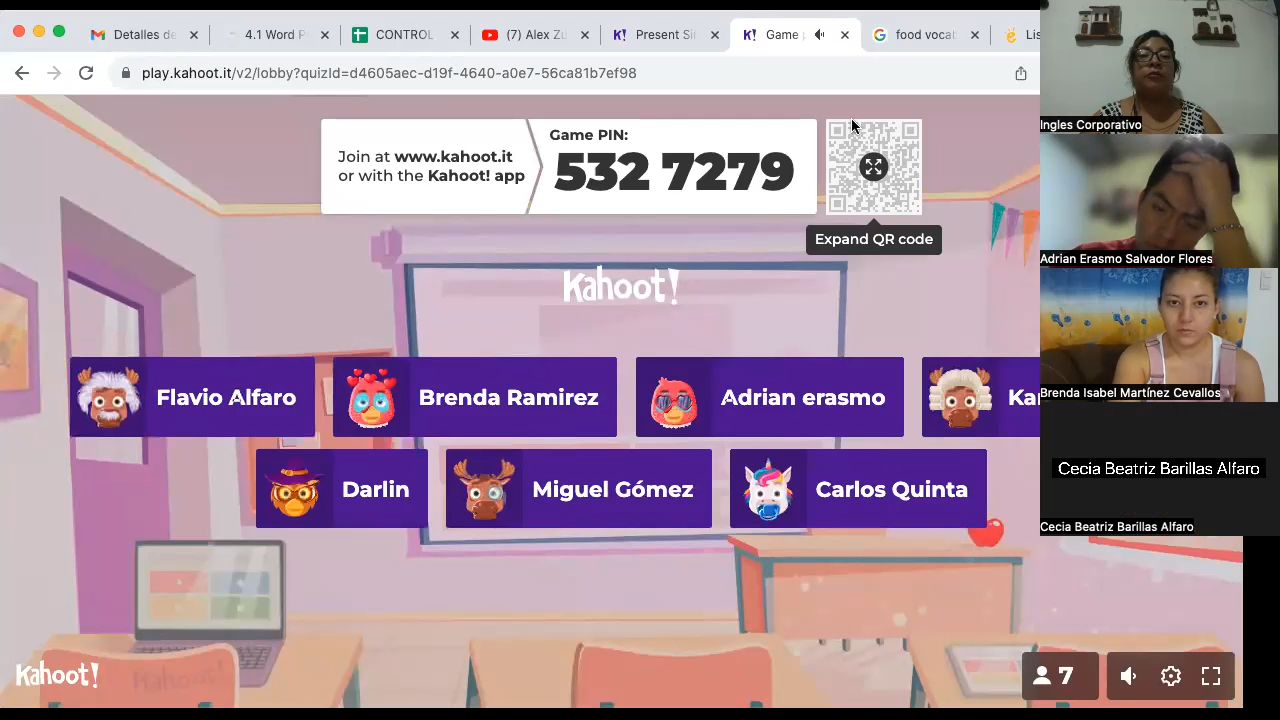 Detalles de
4.1 Word P
CONTROL
(7) Alex Zu
Present Sin
Game p
food vocab
Lis
play.kahoot.it/v2/lobby?quizId=d4605aec-d19f-4640-a0e7-56ca81b7ef98
Join at www.kahoot.it
or with the Kahoot! app
Game PIN:
532 7279
Expand QR code
Kahoot!
Flavio Alfaro
Brenda Ramirez
Adrian erasmo
Kar
Darlin
Miguel Gómez
Carlos Quinta
Kahoot!
7
Ingles Corporativo
Adrian Erasmo Salvador Flores
Brenda Isabel Martínez Cevallos
Cecia Beatriz Barillas Alfaro
Cecia Beatriz Barillas Alfaro